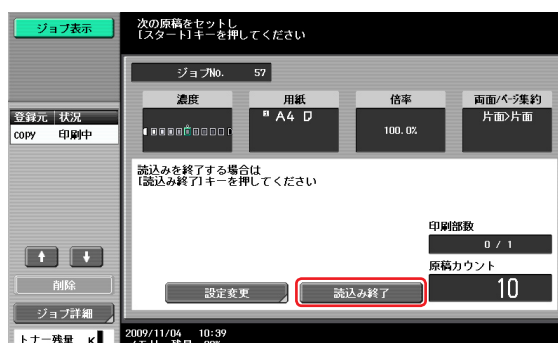 ジョブ表示
次の原稿をセットし
[スタート]キーを押してください
ジョブNo. 57
濃度 用紙 倍率 両面/ページ集約
A4 100.0% 片面>片面
登録元 状況
copy 印刷中
読込みを終了する場合は
[読込み終了]キーを押してください
印刷部数
0 / 1
原稿カウント
10
設定変更 読込み終了
削除
ジョブ詳細
トナー残量 K
2009/11/04 10:39